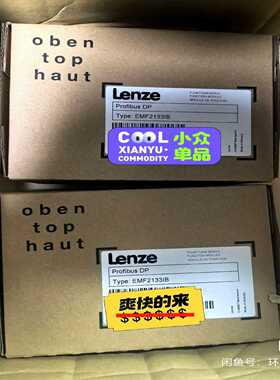 oben
top
haut
Lenze
Profibus DP
Type: EMF2133IB
COOL 小众
XIANYU- 单品
COMMODITY
oben
top
haut
Lenze
Profibus DP
Type: EMF2133IB
爽快的来
$$$$$$
闲鱼号:环